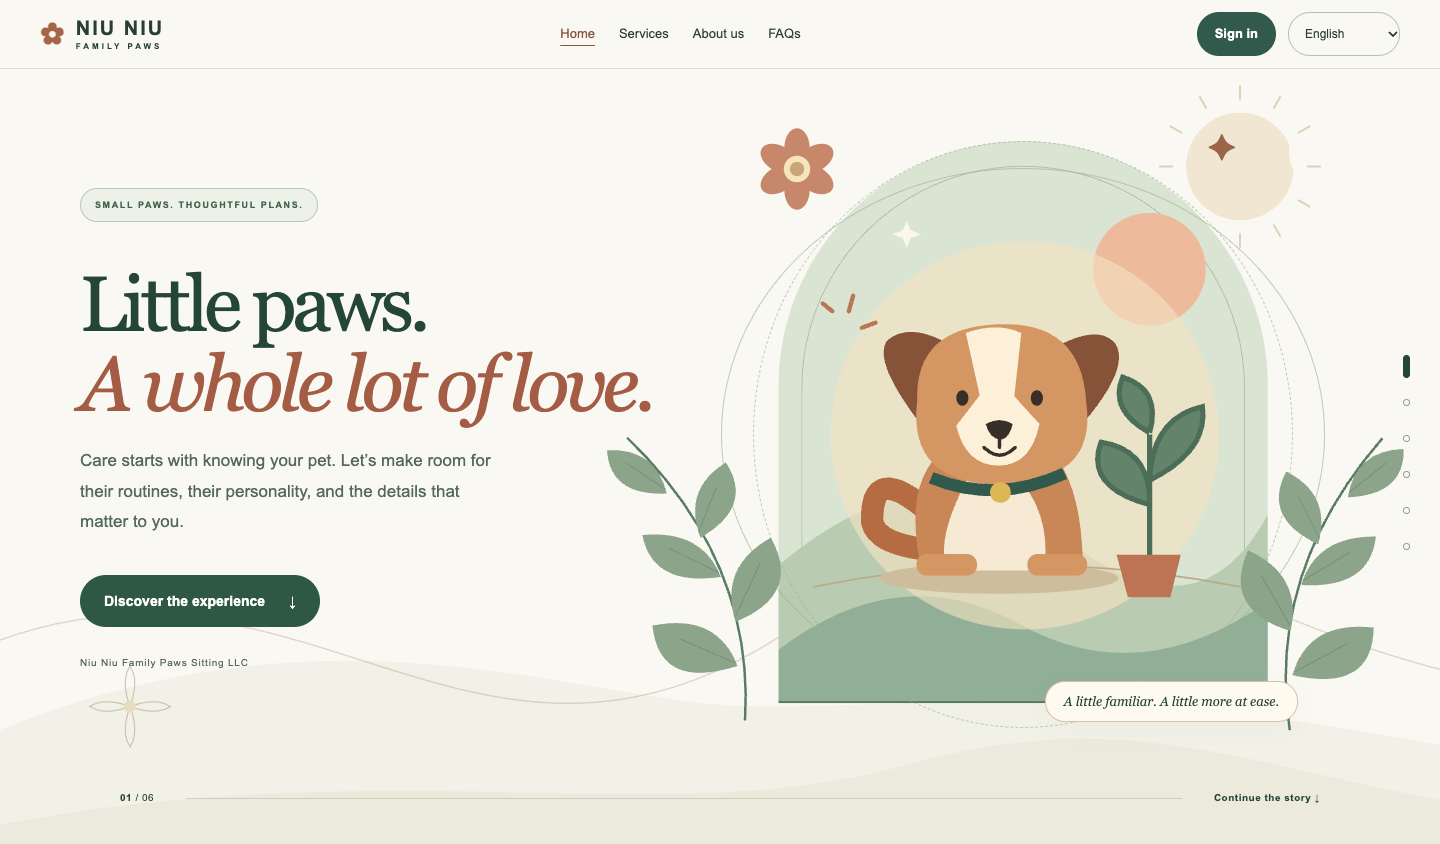 NIU NIU
FAMILY PAWS
Home
Services
About us
FAQs
Sign in
English
SMALL PAWS. THOUGHTFUL PLANS.
Little paws.
A whole lot of love.
Care starts with knowing your pet. Let’s make room for
their routines, their personality, and the details that
matter to you.
Discover the experience ↓
Niu Niu Family Paws Sitting LLC
A little familiar. A little more at ease.
01 / 06
Continue the story ↓